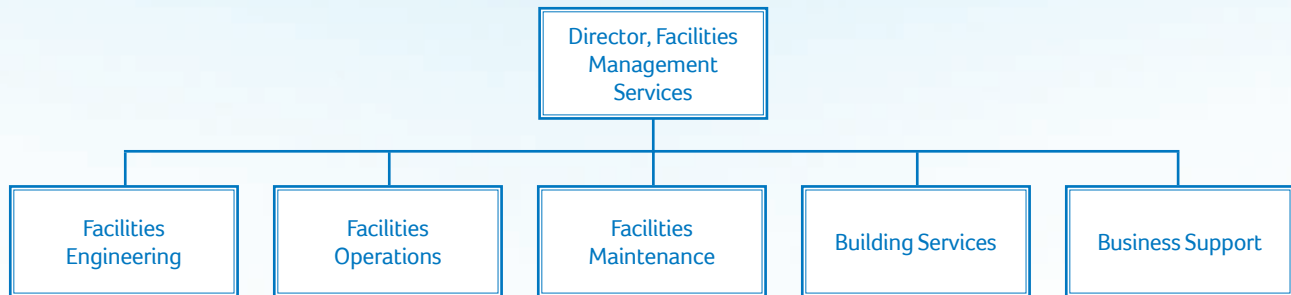 Director, Facilities
Management
Services
Facilities
Engineering
Facilities
Operations
Facilities
Maintenance
Building Services
Business Support